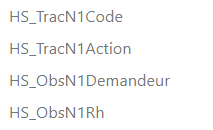 HS_TracN1Code
HS_TracN1Action
HS_ObsN1Demandeur
HS_ObsN1Rh